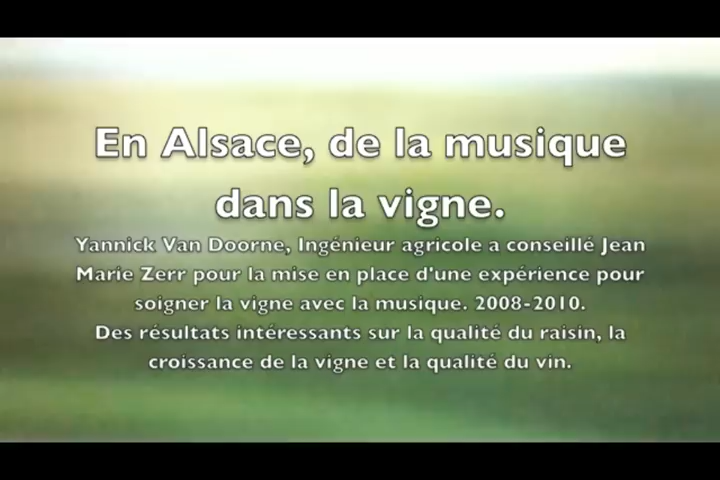 En Alsace, de la musique
dans la vigne.
Yannick Van Doorne, Ingénieur agricole a conseillé Jean
Marie Zerr pour la mise en place d'une expérience pour
soigner la vigne avec la musique. 2008-2010.
Des résultats intéressants sur la qualité du raisin, la
croissance de la vigne et la qualité du vin.